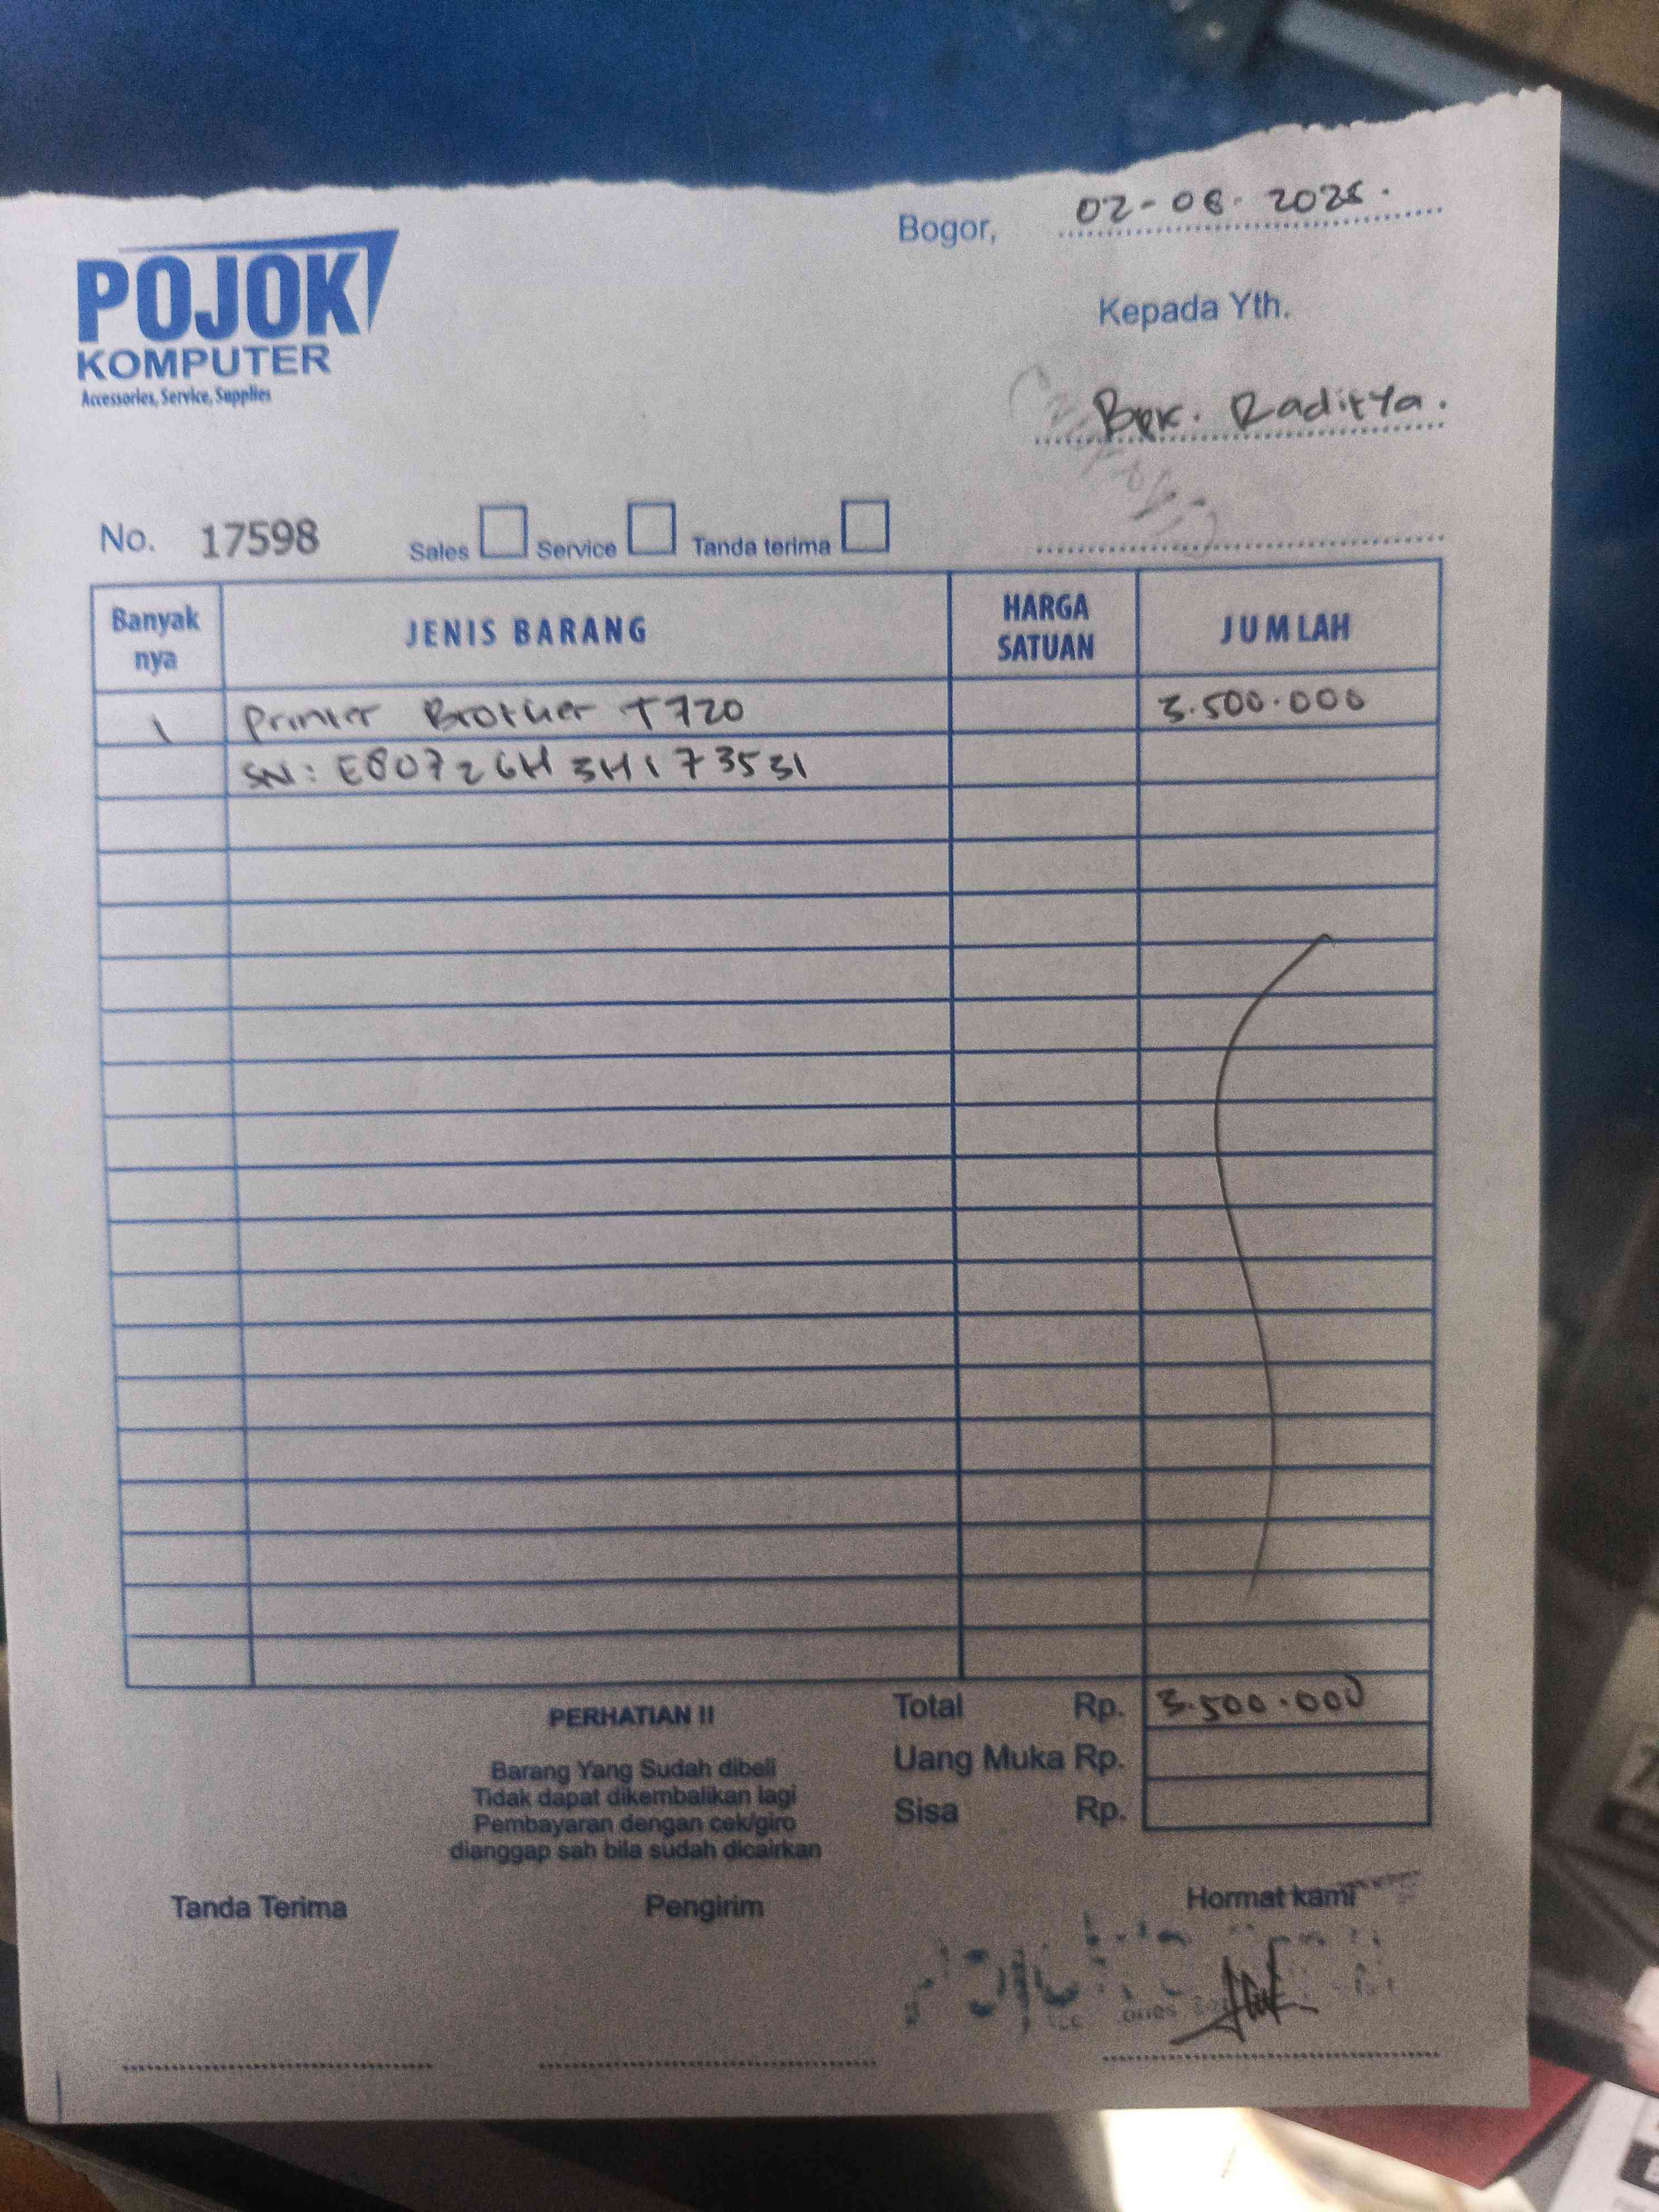 Bogor, 02-08-2025.
POJOK
KOMPUTER
Accessories, Service, Supplies
Kepada Yth.
Bpk. Raditya.
No. 17598 Sales Service Tanda terima
Banyak nya JENIS BARANG HARGA SATUAN JUMLAH
1 Printer Brother T720 3.500.000
SN: E80726H3H173531
Total Rp. 3.500.000
Uang Muka Rp.
Sisa Rp.
PERHATIAN !!
Barang Yang Sudah dibeli
Tidak dapat dikembalikan lagi
Pembayaran dengan cek/giro
dianggap sah bila sudah dicairkan
Tanda Terima Pengirim Hormat kami